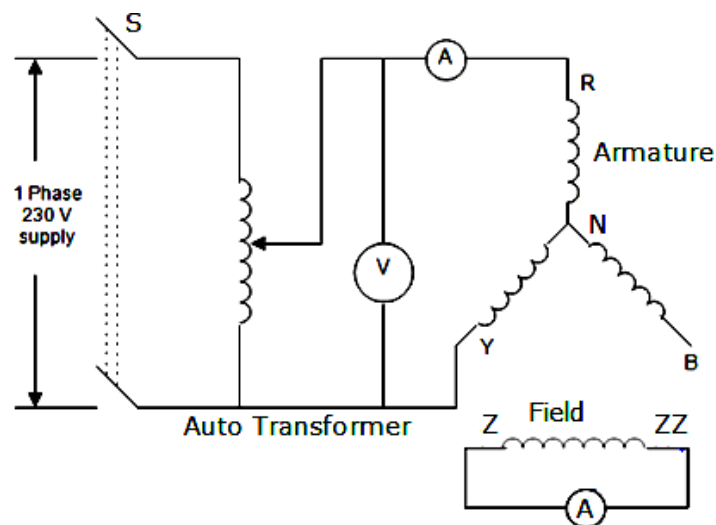 S
A
R
Armature
1 Phase
230 V
supply
N
V
Y
B
Auto Transformer
Field
Z
ZZ
A